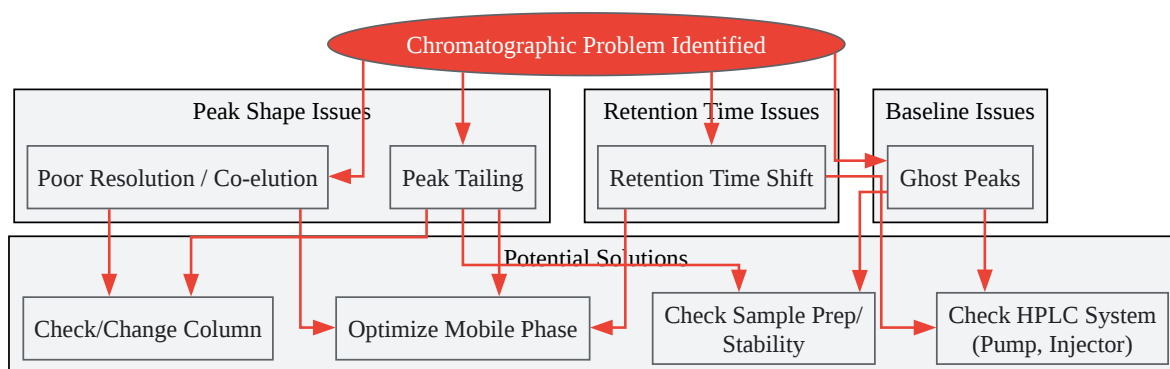 Chromatographic Problem Identified
Peak Shape Issues
Retention Time Issues
Baseline Issues
Poor Resolution / Co-elution
Peak Tailing
Retention Time Shift
Ghost Peaks
Potential Solutions
Check/Change Column
Optimize Mobile Phase
Check Sample Prep/
Stability
Check HPLC System
(Pump, Injector)